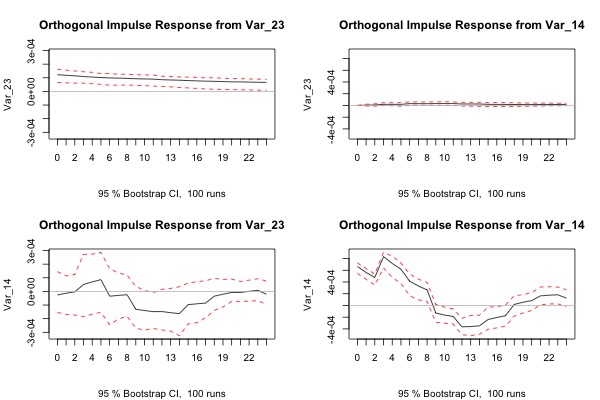 Orthogonal Impulse Response from Var_23
Var_23
3e-04
0e+00
-3e-04
0 2 4 6 8 10 13 16 19 22
95 % Bootstrap CI, 100 runs
Orthogonal Impulse Response from Var_14
Var_23
4e-04
-4e-04
0 2 4 6 8 10 13 16 19 22
95 % Bootstrap CI, 100 runs
Orthogonal Impulse Response from Var_23
Var_14
3e-04
0e+00
-3e-04
0 2 4 6 8 10 13 16 19 22
95 % Bootstrap CI, 100 runs
Orthogonal Impulse Response from Var_14
Var_14
4e-04
-4e-04
0 2 4 6 8 10 13 16 19 22
95 % Bootstrap CI, 100 runs